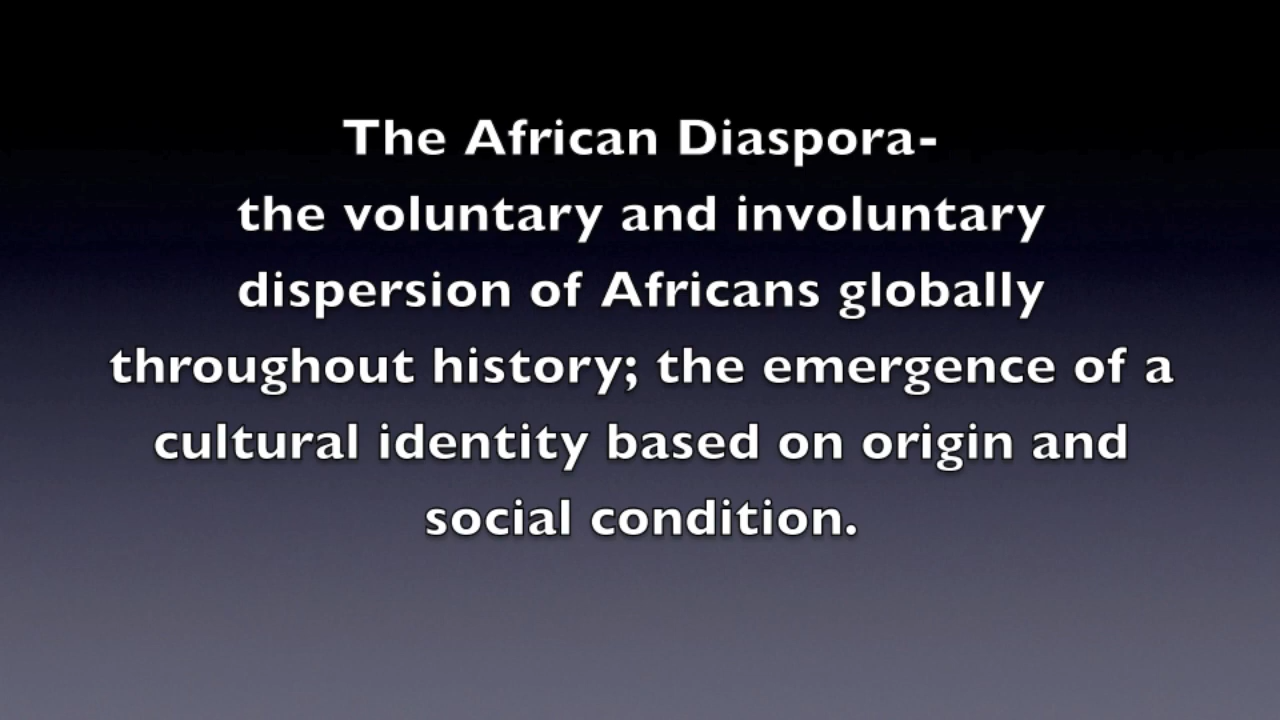 The African Diaspora-
the voluntary and involuntary
dispersion of Africans globally
throughout history; the emergence of a
cultural identity based on origin and
social condition.